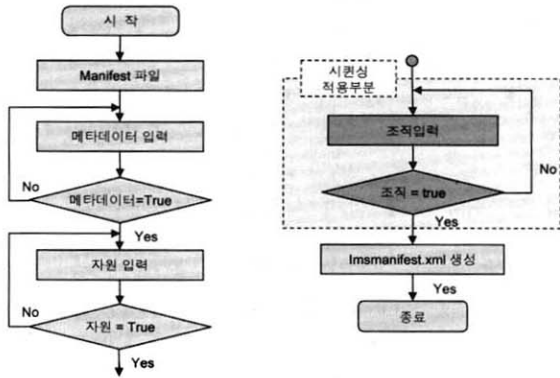 시 작
Manifest 파일
메타데이터 입력
No
메타데이터=True
Yes
자원 입력
No
자원 = True
Yes
시퀀싱
적용부분
조직입력
No
조직 = true
Yes
Imsmanifest.xml 생성
Yes
종료